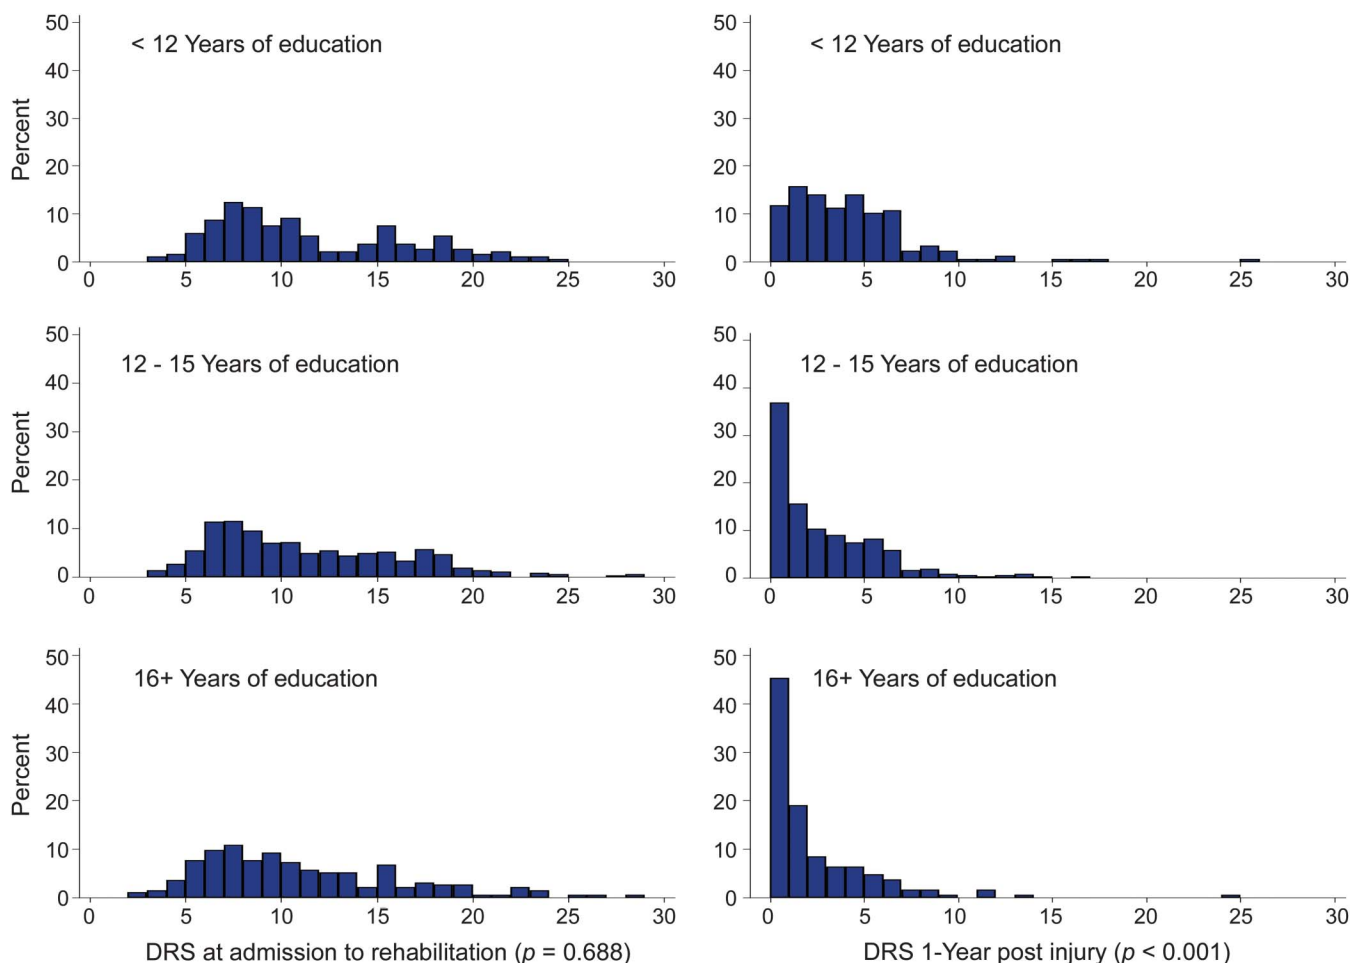 < 12 Years of education
Percent
50
40
30
20
10
0
0 5 10 15 20 25 30
< 12 Years of education
50
40
30
20
10
0
0 5 10 15 20 25 30
12 - 15 Years of education
Percent
50
40
30
20
10
0
0 5 10 15 20 25 30
12 - 15 Years of education
50
40
30
20
10
0
0 5 10 15 20 25 30
16+ Years of education
Percent
50
40
30
20
10
0
0 5 10 15 20 25 30
DRS at admission to rehabilitation (p = 0.688)
16+ Years of education
50
40
30
20
10
0
0 5 10 15 20 25 30
DRS 1-Year post injury (p < 0.001)